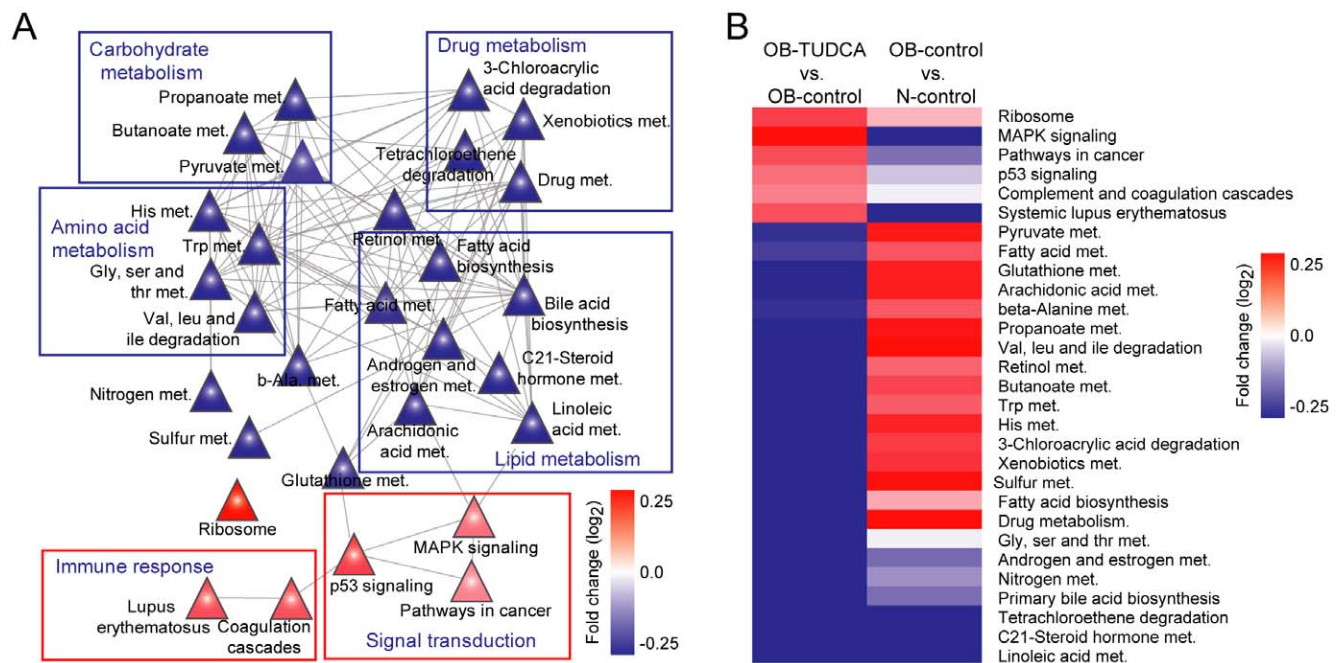 A
Carbohydrate
metabolism
Propanoate met.
Butanoate met.
Pyruvate met.
Drug metabolism
3-Chloroacrylic
acid degradation
Xenobiotics met.
Tetrachloroethene
degradation
Drug met.
Amino acid
metabolism
His met.
Trp met.
Gly, ser and
thr met.
Val, leu and
ile degradation
Retinol met.
Fatty acid
biosynthesis
Fatty acid met.
Bile acid
biosynthesis
Androgen and
estrogen met.
C21-Steroid
hormone met.
Arachidonic
acid met.
Linoleic
acid met.
Lipid metabolism
b-Ala. met.
Nitrogen met.
Sulfur met.
Glutathione met.
Ribosome
MAPK signaling
p53 signaling
Pathways in cancer
Signal transduction
Immune response
Lupus
erythematosus
Coagulation
cascades
Fold change (log2)
0.25
0.0
-0.25
B
OB-TUDCA
vs.
OB-control
OB-control
vs.
N-control
Ribosome
MAPK signaling
Pathways in cancer
p53 signaling
Complement and coagulation cascades
Systemic lupus erythematosus
Pyruvate met.
Fatty acid met.
Glutathione met.
Arachidonic acid met.
beta-Alanine met.
Propanoate met.
Val, leu and ile degradation
Retinol met.
Butanoate met.
Trp met.
His met.
3-Chloroacrylic acid degradation
Xenobiotics met.
Sulfur met.
Fatty acid biosynthesis
Drug metabolism.
Gly, ser and thr met.
Androgen and estrogen met.
Nitrogen met.
Primary bile acid biosynthesis
Tetrachloroethene degradation
C21-Steroid hormone met.
Linoleic acid met.
Fold change (log2)
0.25
0.0
-0.25